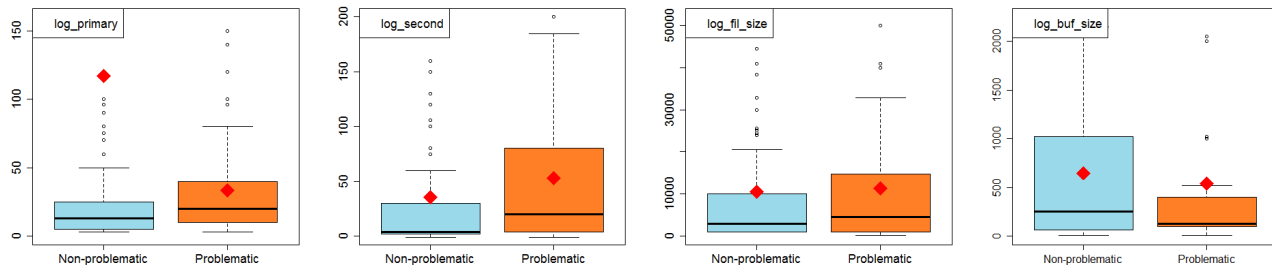 log_primary
150
100
50
0
Non-problematic Problematic
log_second
200
150
100
50
0
Non-problematic Problematic
log_fil_size
50000
30000
10000
0
Non-problematic Problematic
log_buf_size
2000
1500
1000
500
0
Non-problematic Problematic